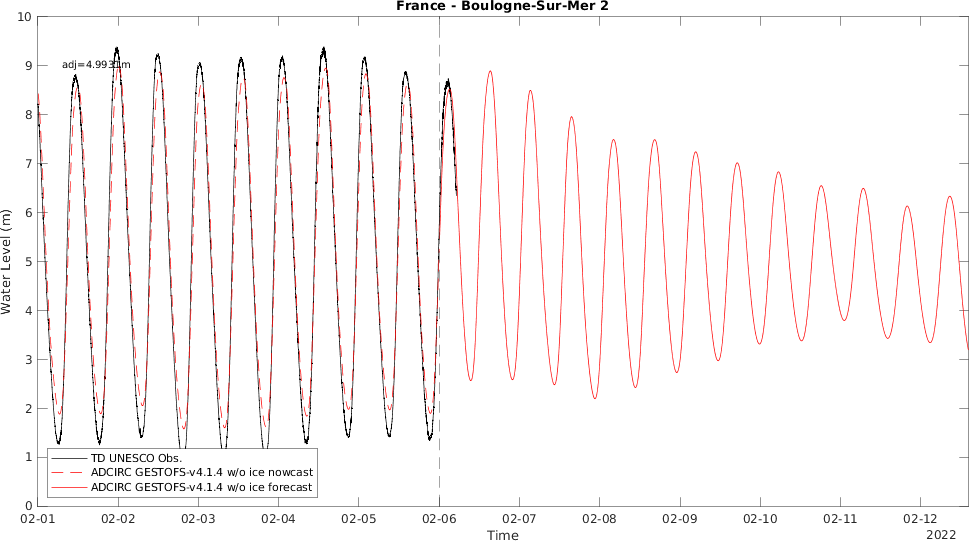 France - Boulogne-Sur-Mer 2
10
9
8
7
6
5
4
3
2
1
0
Water Level (m)
adj=4.9931m
TD UNESCO Obs.
ADCIRC GESTOFS-v4.1.4 w/o ice nowcast
ADCIRC GESTOFS-v4.1.4 w/o ice forecast
02-01 02-02 02-03 02-04 02-05 02-06 02-07 02-08 02-09 02-10 02-11 02-12
Time
2022